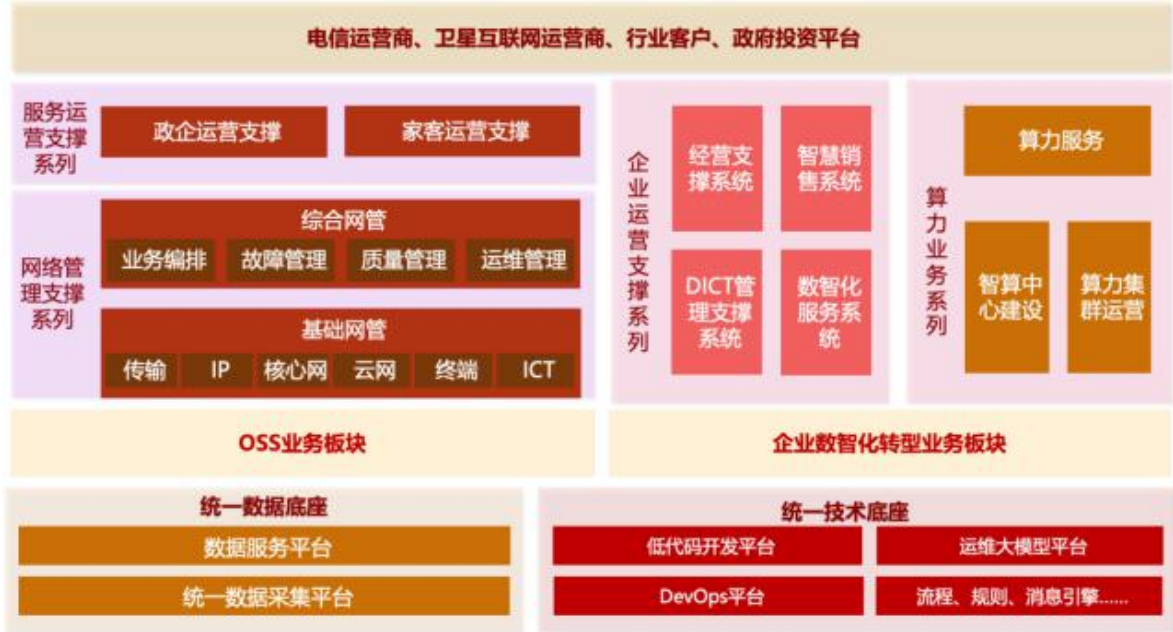 电信运营商、卫星互联网运营商、行业客户、政府投资平台
服务运
营支撑
系列
政企运营支撑
家客运营支撑
网络管
理支撑
系列
综合网管
业务编排
故障管理
质量管理
运维管理
基础网管
传输
IP
核心网
云网
终端
ICT
OSS业务板块
企业运营支撑系列
经营支
撑系统
智慧销
售系统
DICT管
理支撑
系统
数智化
服务系
统
算力业务系列
算力服务
智算中
心建设
算力集
群运营
企业数智化转型业务板块
统一数据底座
数据服务平台
统一数据采集平台
统一技术底座
低代码开发平台
运维大模型平台
DevOps平台
流程、规则、消息引擎......